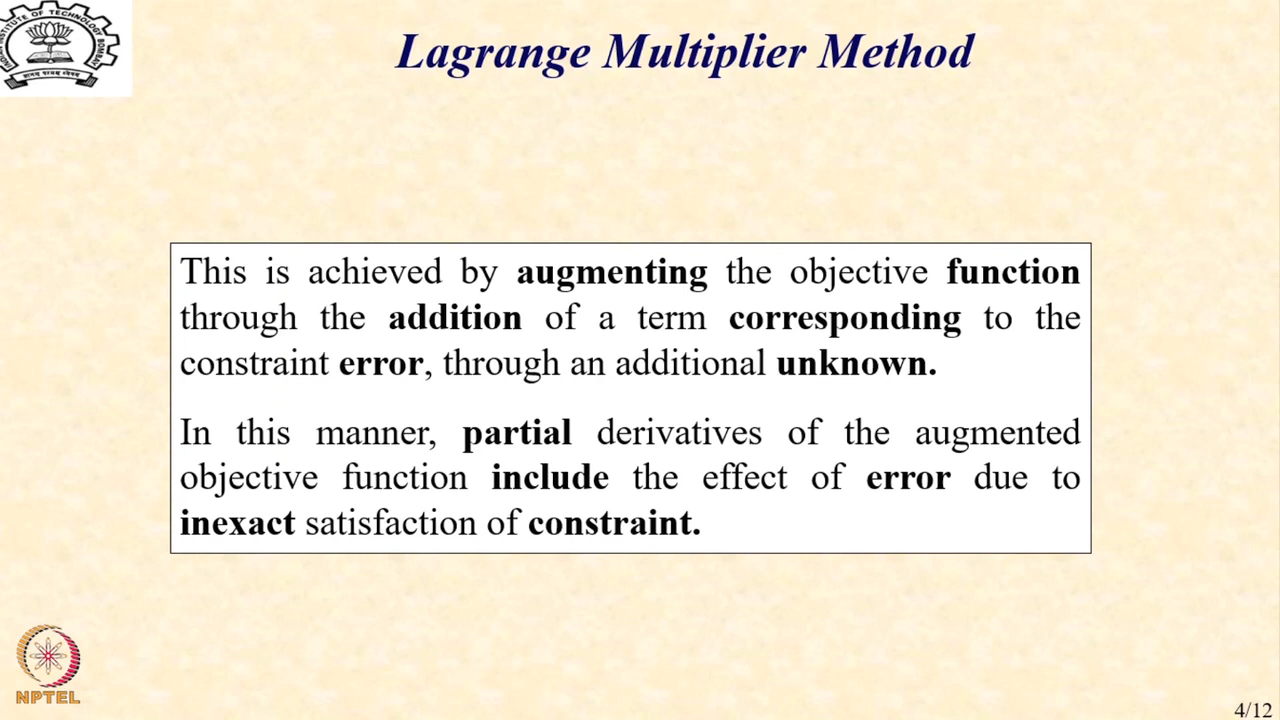 Lagrange Multiplier Method
This is achieved by augmenting the objective function
through the addition of a term corresponding to the
constraint error, through an additional unknown.
In this manner, partial derivatives of the augmented
objective function include the effect of error due to
inexact satisfaction of constraint.
NPTEL
4/12